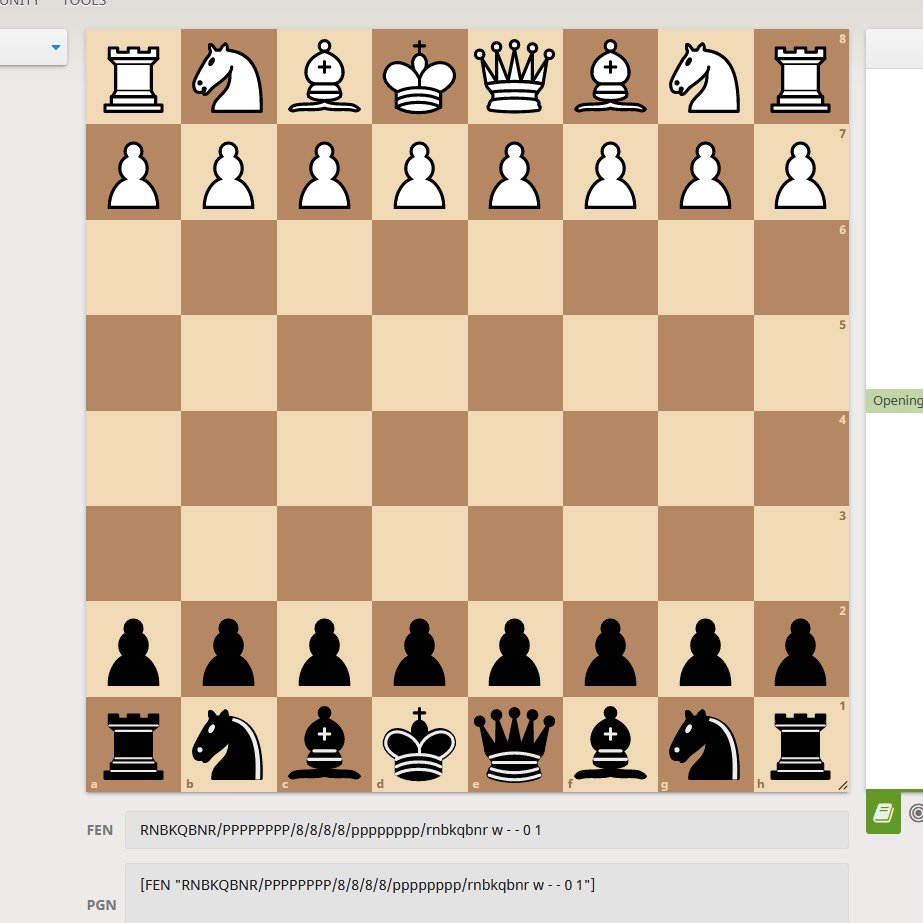 TOOLS
8
7
6
5
4
3
2
1
a b c d e f g h
Opening
FEN RNBKQBNR/PPPPPPPP/8/8/8/8/pppppppp/rnbkqbnr w - - 0 1
[FEN "RNBKQBNR/PPPPPPPP/8/8/8/8/pppppppp/rnbkqbnr w - - 0 1"]
PGN